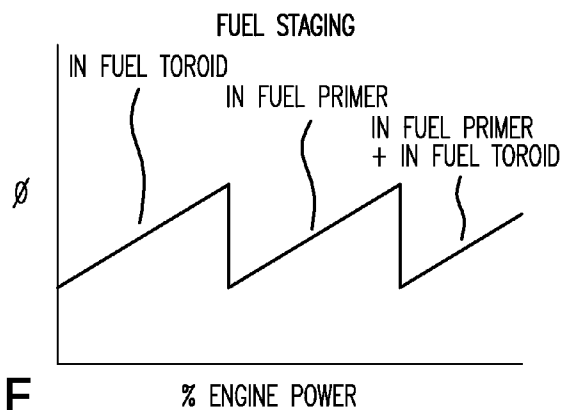 FUEL STAGING
IN FUEL TOROID
IN FUEL PRIMER
IN FUEL PRIMER
+ IN FUEL TOROID
Ø
% ENGINE POWER